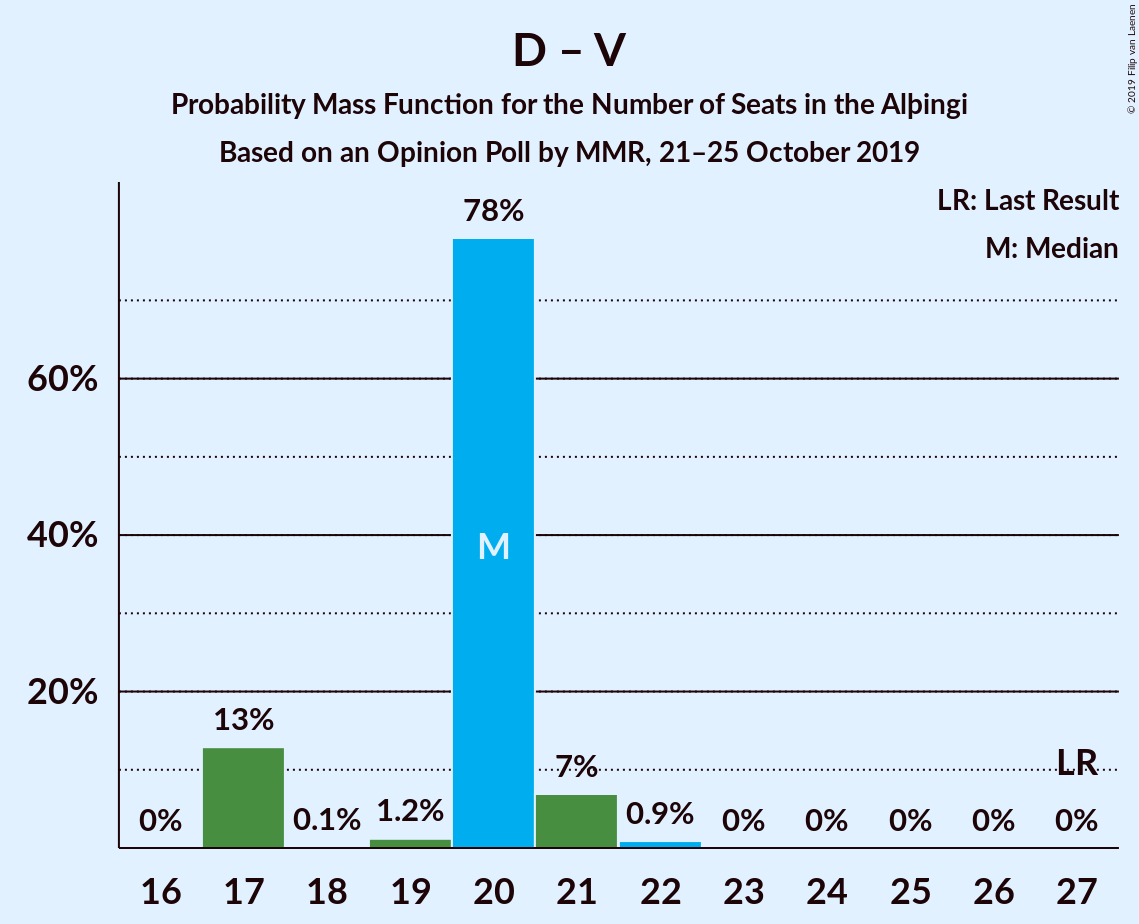 D – V
Probability Mass Function for the Number of Seats in the Alþingi
Based on an Opinion Poll by MMR, 21–25 October 2019
© 2019 Filip van Laenen
LR: Last Result
M: Median
78%
60%
40%
M
20%
13%
LR
7%
0%
0.1%
1.2%
0.9%
0%
0%
0%
0%
0%
16 17 18 19 20 21 22 23 24 25 26 27